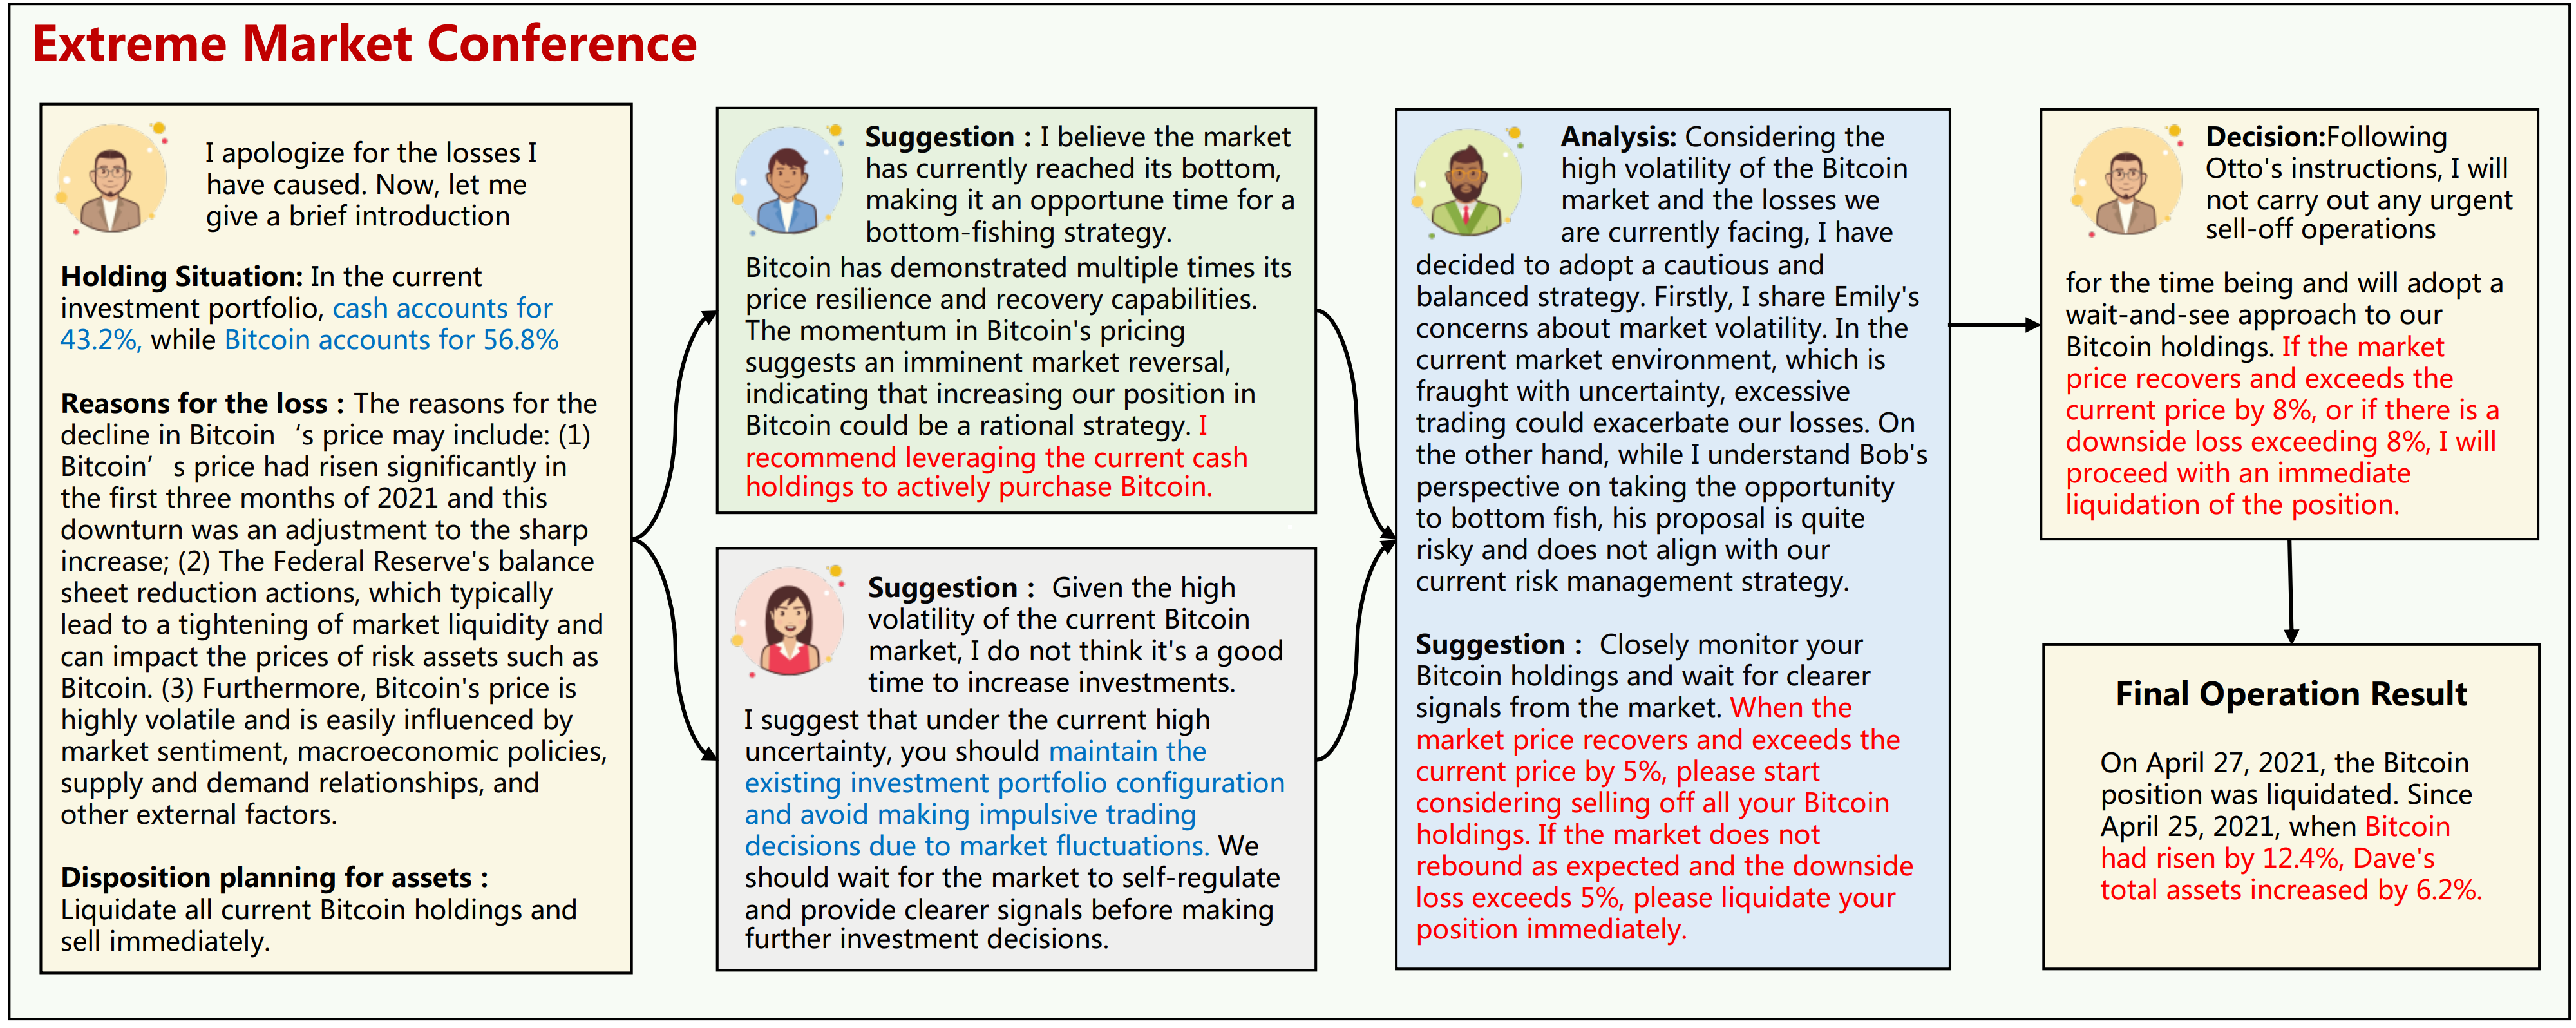 Extreme Market Conference
I apologize for the losses I
have caused. Now, let me
give a brief introduction
Holding Situation: In the current
investment portfolio, cash accounts for
43.2%, while Bitcoin accounts for 56.8%
Reasons for the loss : The reasons for the
decline in Bitcoin ‘s price may include: (1)
Bitcoin’ s price had risen significantly in
the first three months of 2021 and this
downturn was an adjustment to the sharp
increase; (2) The Federal Reserve's balance
sheet reduction actions, which typically
lead to a tightening of market liquidity and
can impact the prices of risk assets such as
Bitcoin. (3) Furthermore, Bitcoin's price is
highly volatile and is easily influenced by
market sentiment, macroeconomic policies,
supply and demand relationships, and
other external factors.
Disposition planning for assets :
Liquidate all current Bitcoin holdings and
sell immediately.
Suggestion : I believe the market
has currently reached its bottom,
making it an opportune time for a
bottom-fishing strategy.
Bitcoin has demonstrated multiple times its
price resilience and recovery capabilities.
The momentum in Bitcoin's pricing
suggests an imminent market reversal,
indicating that increasing our position in
Bitcoin could be a rational strategy. I
recommend leveraging the current cash
holdings to actively purchase Bitcoin.
Suggestion : Given the high
volatility of the current Bitcoin
market, I do not think it's a good
time to increase investments.
I suggest that under the current high
uncertainty, you should maintain the
existing investment portfolio configuration
and avoid making impulsive trading
decisions due to market fluctuations. We
should wait for the market to self-regulate
and provide clearer signals before making
further investment decisions.
Analysis: Considering the
high volatility of the Bitcoin
market and the losses we
are currently facing, I have
decided to adopt a cautious and
balanced strategy. Firstly, I share Emily's
concerns about market volatility. In the
current market environment, which is
fraught with uncertainty, excessive
trading could exacerbate our losses. On
the other hand, while I understand Bob's
perspective on taking the opportunity
to bottom fish, his proposal is quite
risky and does not align with our
current risk management strategy.
Suggestion : Closely monitor your
Bitcoin holdings and wait for clearer
signals from the market. When the
market price recovers and exceeds the
current price by 5%, please start
considering selling off all your Bitcoin
holdings. If the market does not
rebound as expected and the downside
loss exceeds 5%, please liquidate your
position immediately.
Decision:Following
Otto's instructions, I will
not carry out any urgent
sell-off operations
for the time being and will adopt a
wait-and-see approach to our
Bitcoin holdings. If the market
price recovers and exceeds the
current price by 8%, or if there is a
downside loss exceeding 8%, I will
proceed with an immediate
liquidation of the position.
Final Operation Result
On April 27, 2021, the Bitcoin
position was liquidated. Since
April 25, 2021, when Bitcoin
had risen by 12.4%, Dave's
total assets increased by 6.2%.